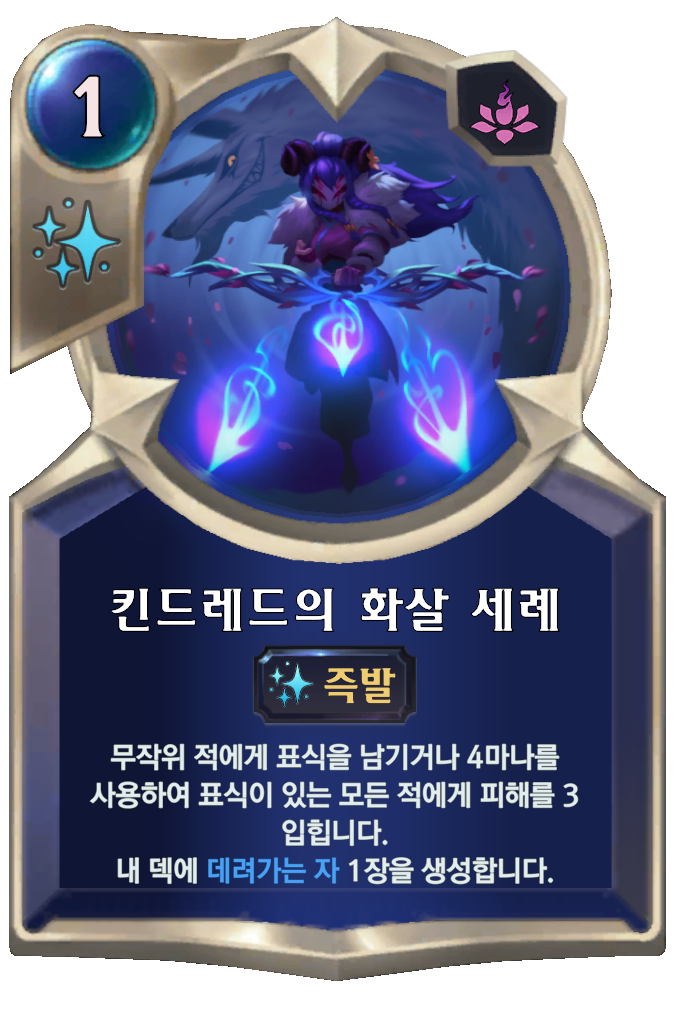 1
킨드레드의 화살 세례
즉발
무작위 적에게 표식을 남기거나 4마나를
사용하여 표식이 있는 모든 적에게 피해를 3
입힙니다.
내 덱에 데려가는 자 1장을 생성합니다.